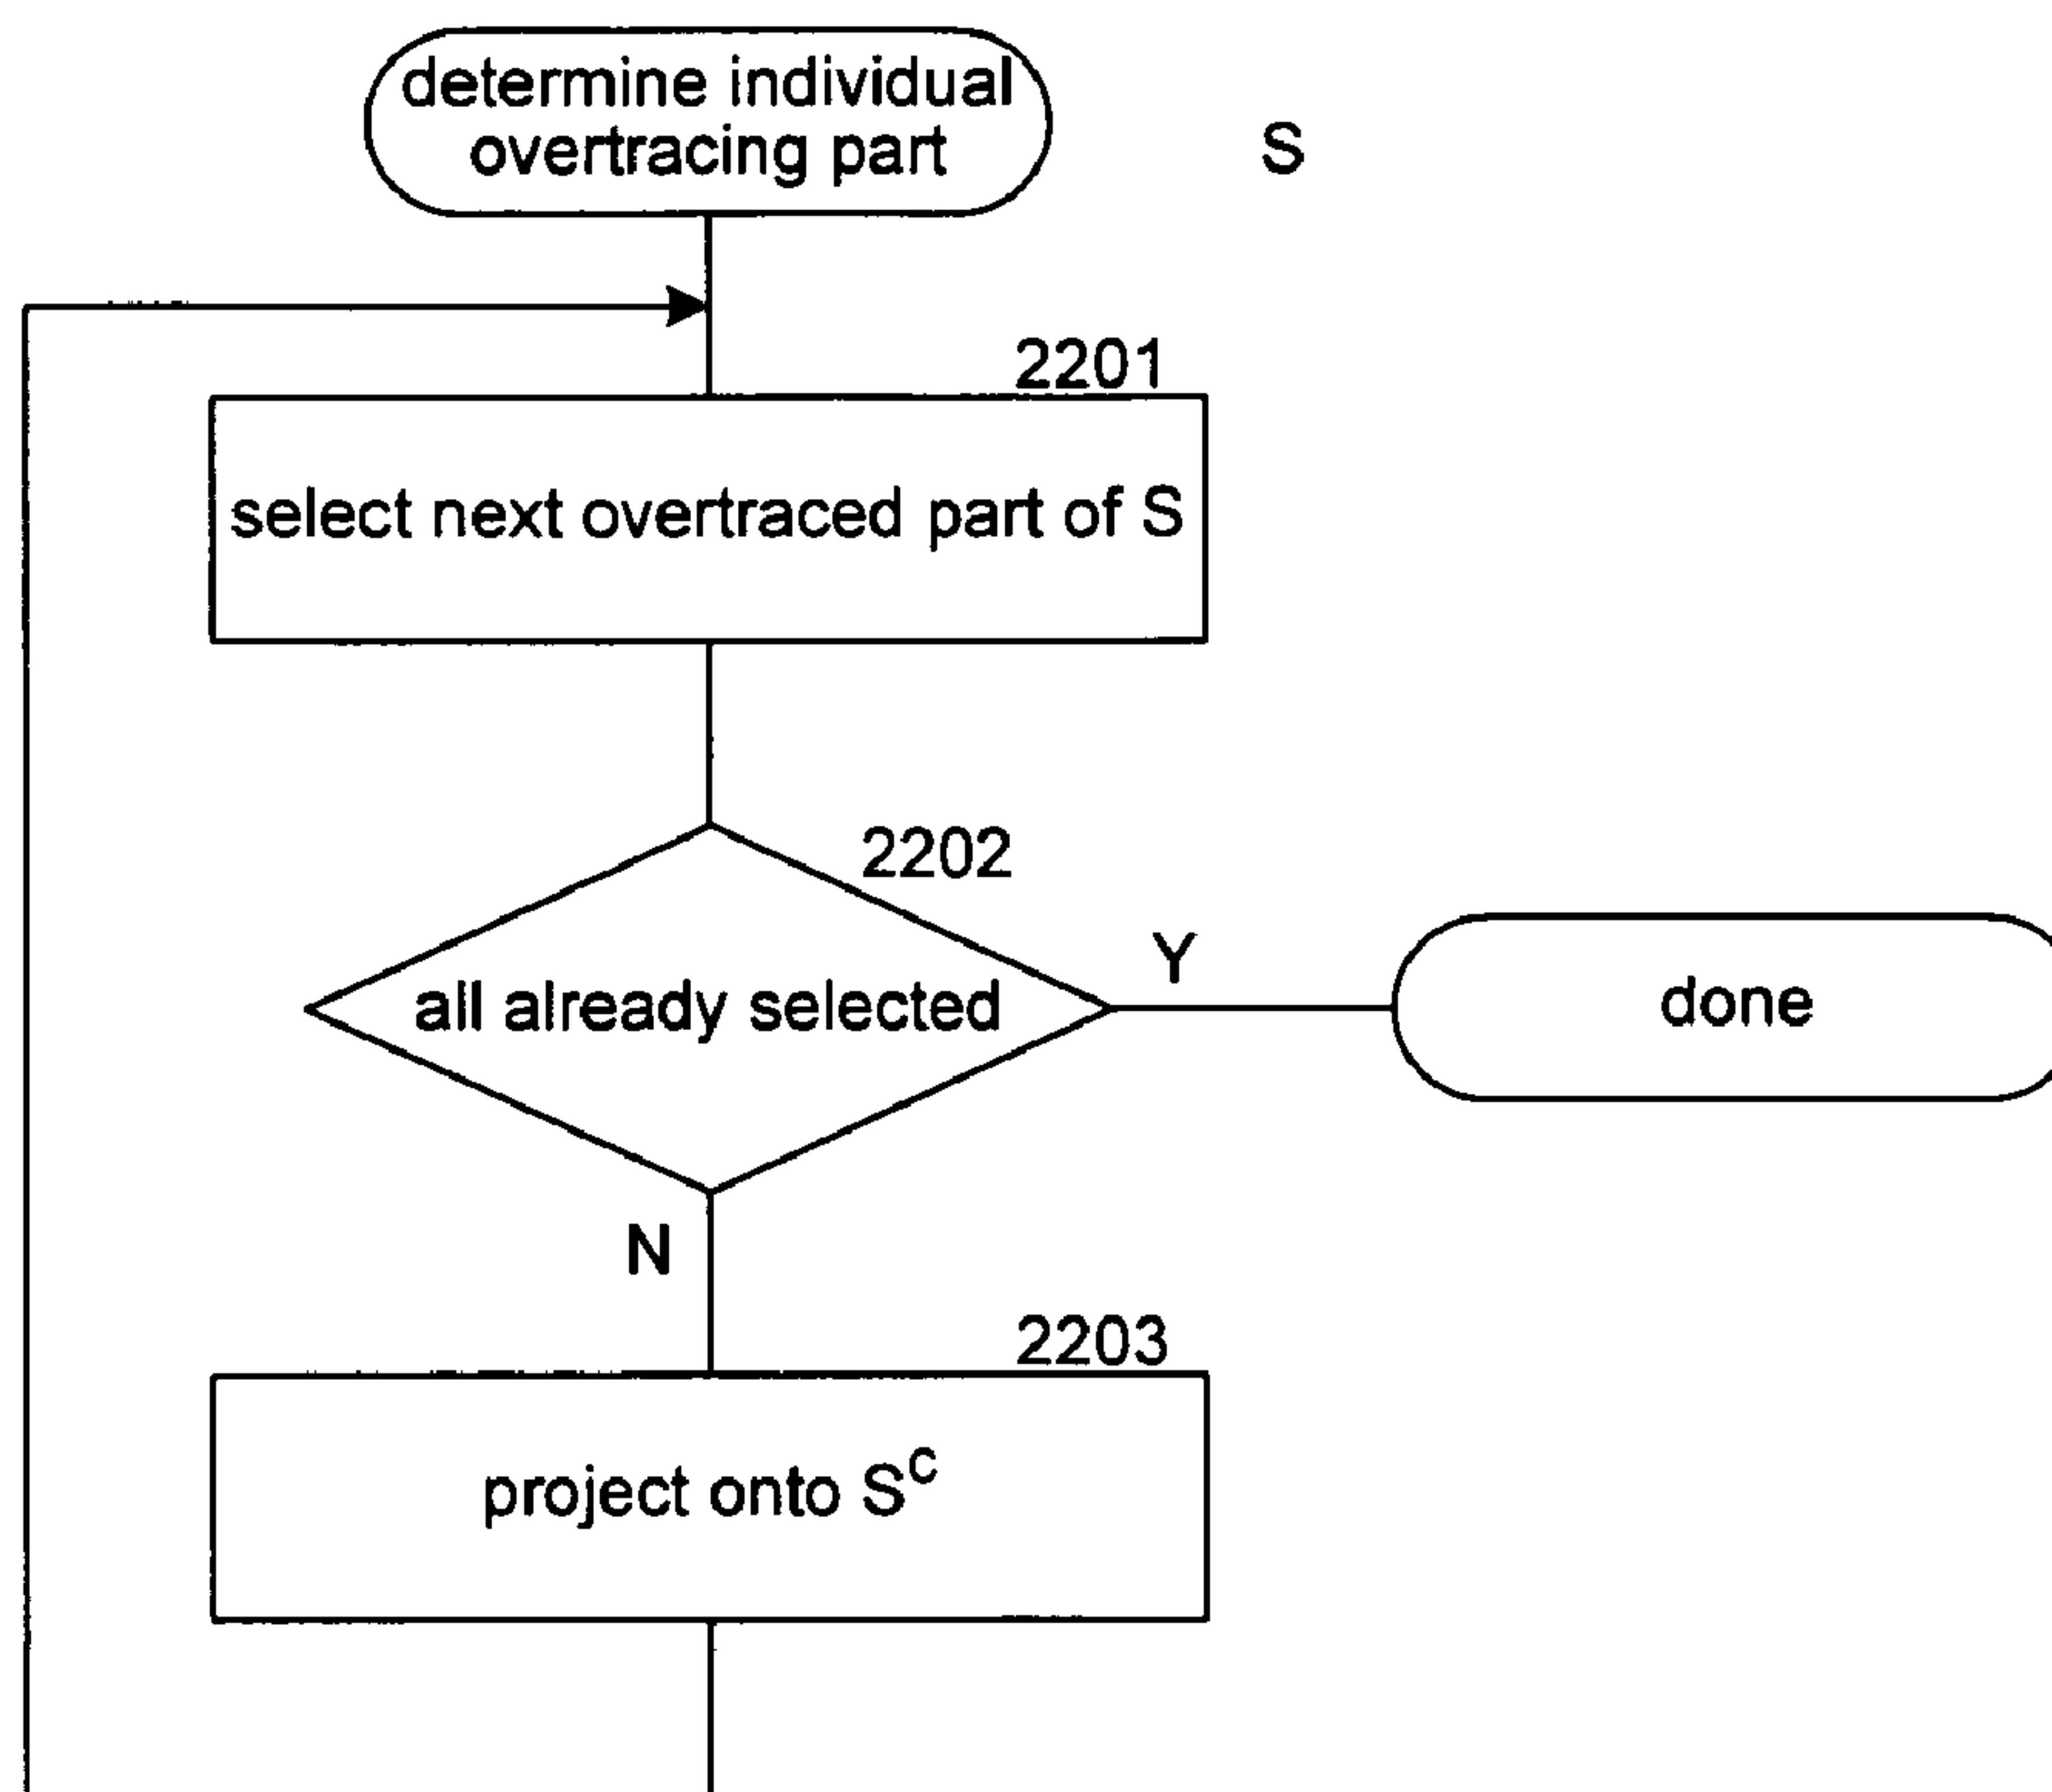 determine individual
overtracing part
S
2201
select next overtraced part of S
2202
all already selected
Y
done
N
2203
project onto S^C